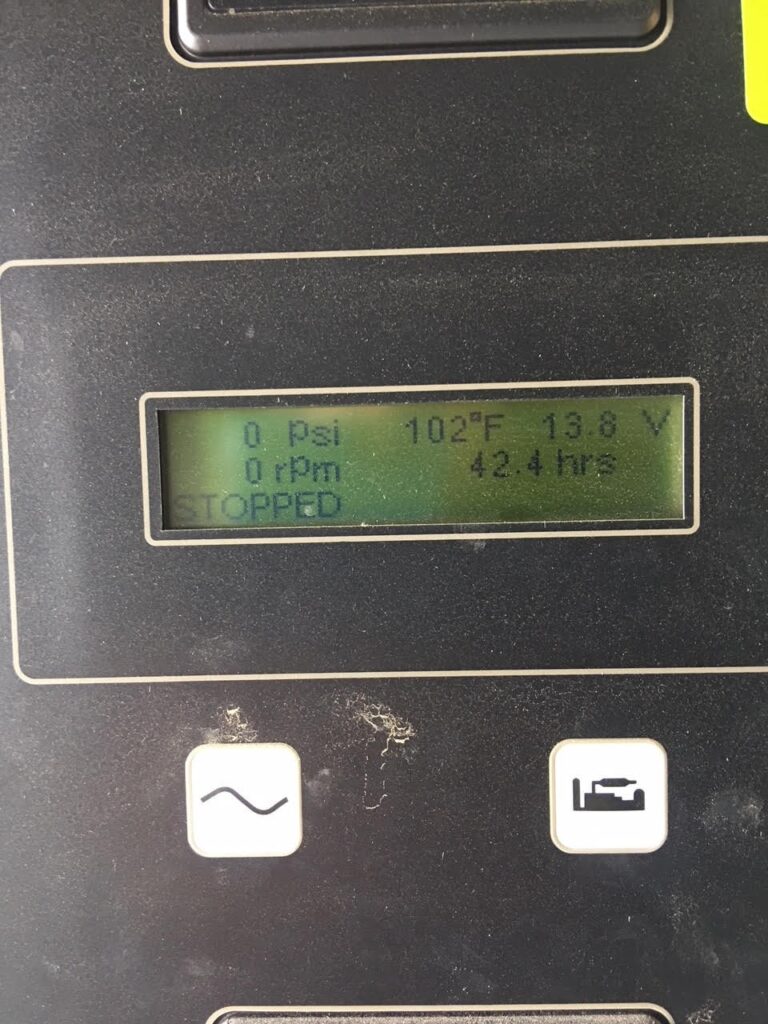 0 psi 102°F 13.8 V
0 rpm 42.4 hrs
STOPPED